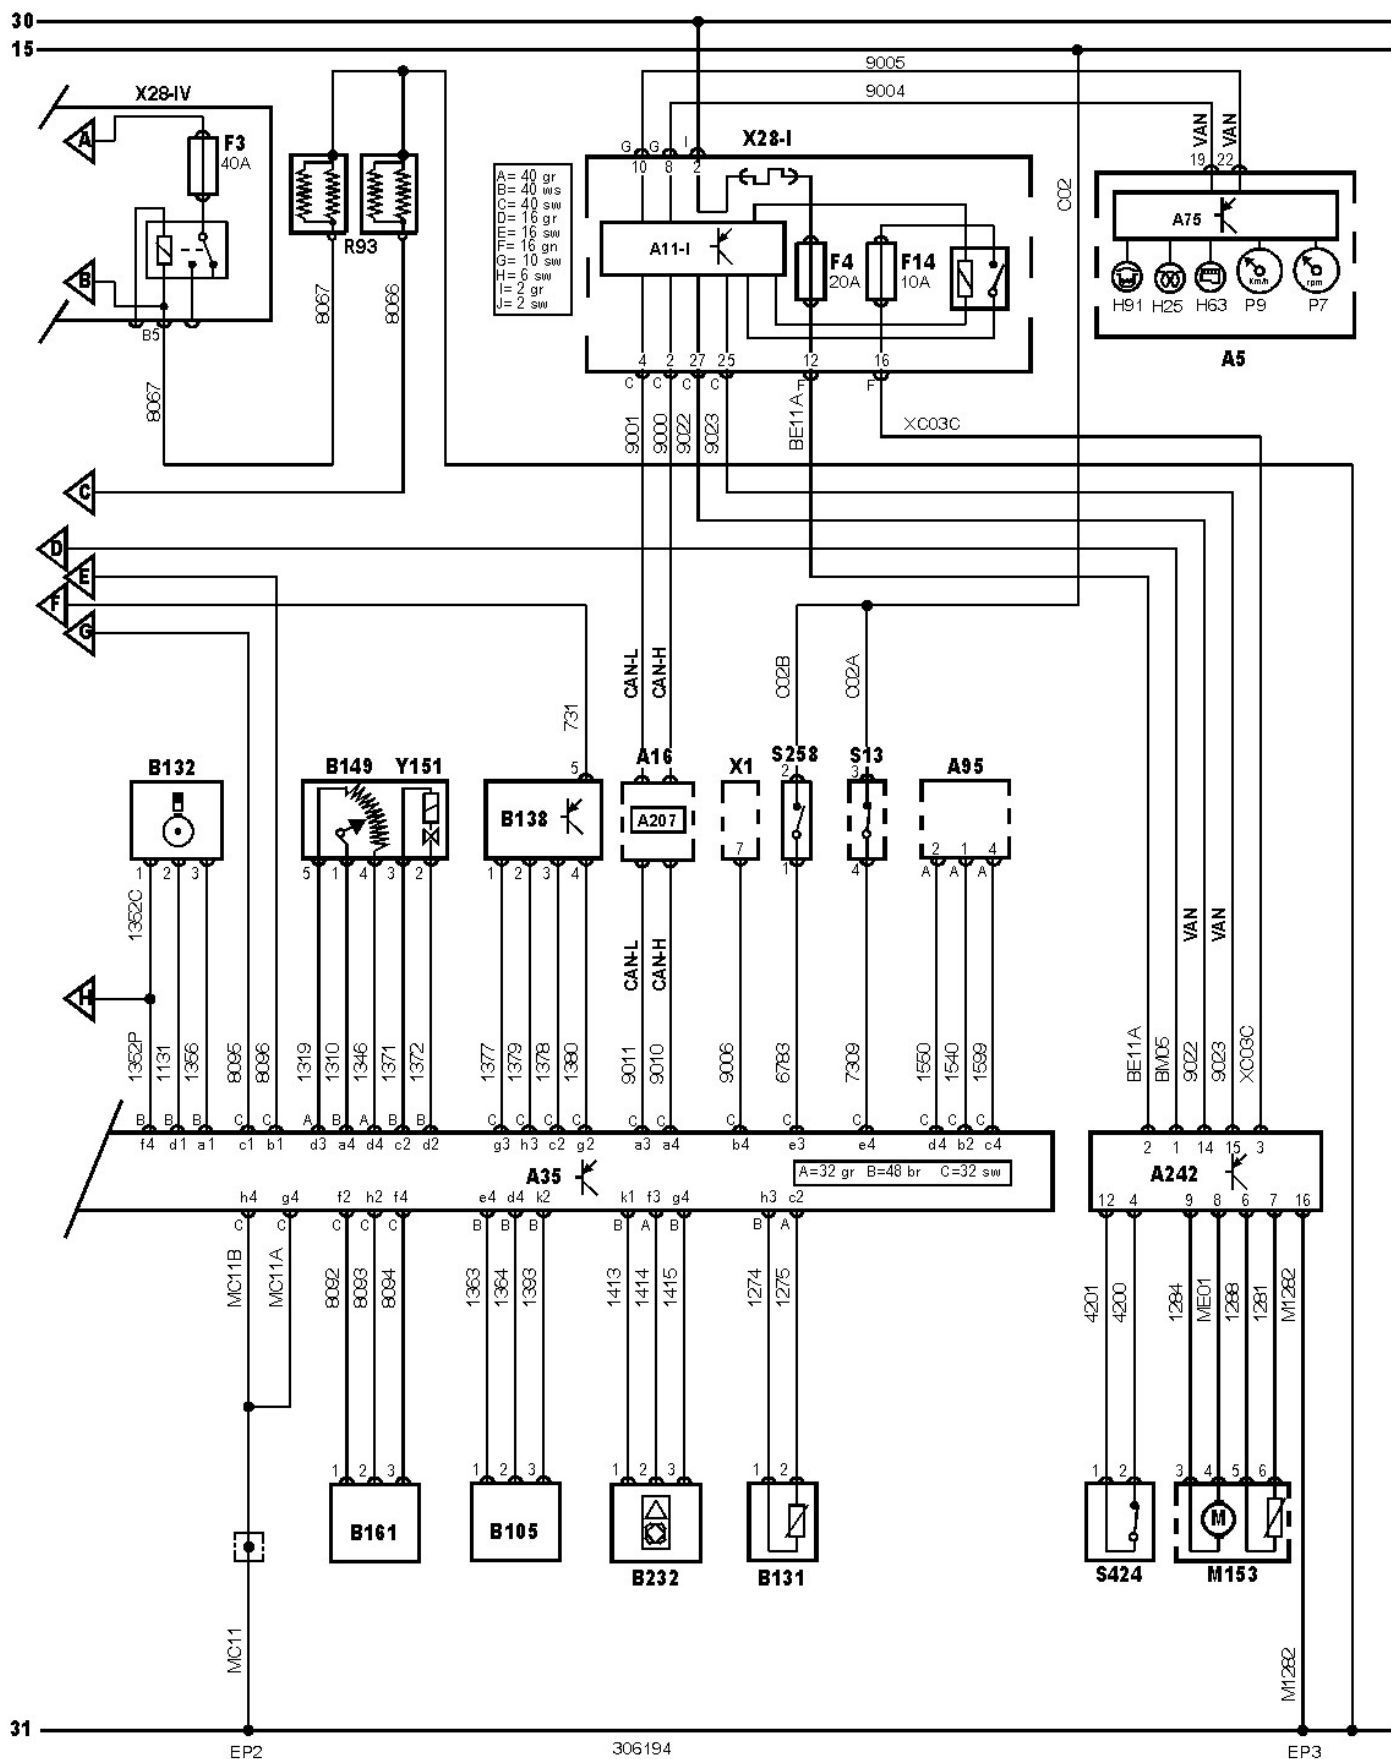 30
15
9005
9004
X28-IV
A
F3
40A
B
B5
R93
8067
8066
8067
A= 40 gr
B= 40 ws
C= 40 sw
D= 16 gr
E= 16 sw
F= 16 gn
G= 10 sw
H= 6 sw
I= 2 gr
J= 2 sw
X28-I
G G I
10 8 2
A11-I
F4
20A
F14
10A
4 2 27 25 12 16
C C C C F F
9001
9000
9022
9023
BE11A
XC03C
C02
VAN
VAN
19 22
A75
H91 H25 H63 P9 P7
Km/h
rpm
A5
C
D
E
F
G
CAN-L
CAN-H
C02B
C02A
731
B132
B149 Y151
B138
5
A16
A207
X1
7
S258
2
S13
3
A95
2 1 4
1 2 3
5 1 4 3 2
1 2 3 4
1
4
A A A
1352C
H
CAN-L
CAN-H
VAN
VAN
1352P
1131
1356
8095
8096
1319
1310
1346
1371
1372
1377
1379
1378
1380
9011
9010
9006
6783
7309
1550
1540
1599
BE11A
BM05
9022
9023
XC03C
B B B C C A B A B B C C C C C C C C C C C C
f4 d1 a1 c1 b1 d3 a4 d4 c2 d2 g3 h3 c2 g2 a3 a4 b4 e3 e4 d4 b2 c4
2 1 14 15 3
A35
A=32 gr B=48 br C=32 sw
A242
h4 g4 f2 h2 f4 e4 d4 k2 k1 f3 g4 h3 c2
12 4 9 8 6 7 16
C C C C C B B B B A B B A
MC11B
MC11A
8092
8093
8094
1363
1364
1393
1413
1414
1415
1274
1275
4201
4200
1284
ME01
1288
1281
M1282
1 2 3
1 2 3
1 2 3
1 2
1 2
3 4 5 6
B161
B105
B232
B131
S424
M
M153
MC11
M1282
31
EP2
306194
EP3